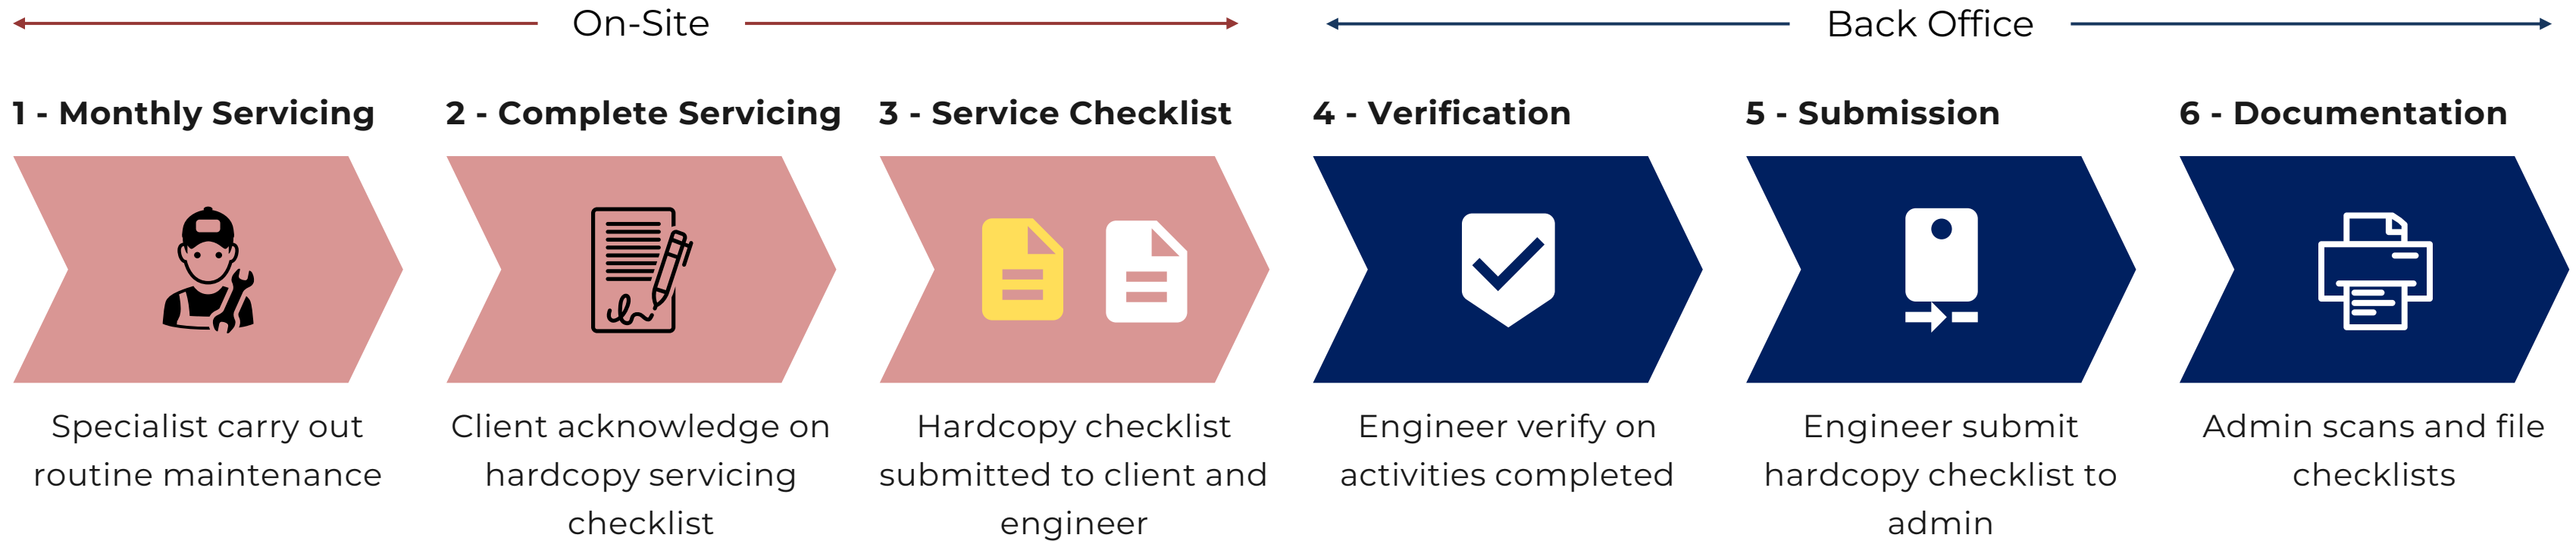 On-Site
Back Office
1 - Monthly Servicing
2 - Complete Servicing
3 - Service Checklist
4 - Verification
5 - Submission
6 - Documentation
Specialist carry out
routine maintenance
Client acknowledge on
hardcopy servicing
checklist
Hardcopy checklist
submitted to client and
engineer
Engineer verify on
activities completed
Engineer submit
hardcopy checklist to
admin
Admin scans and file
checklists